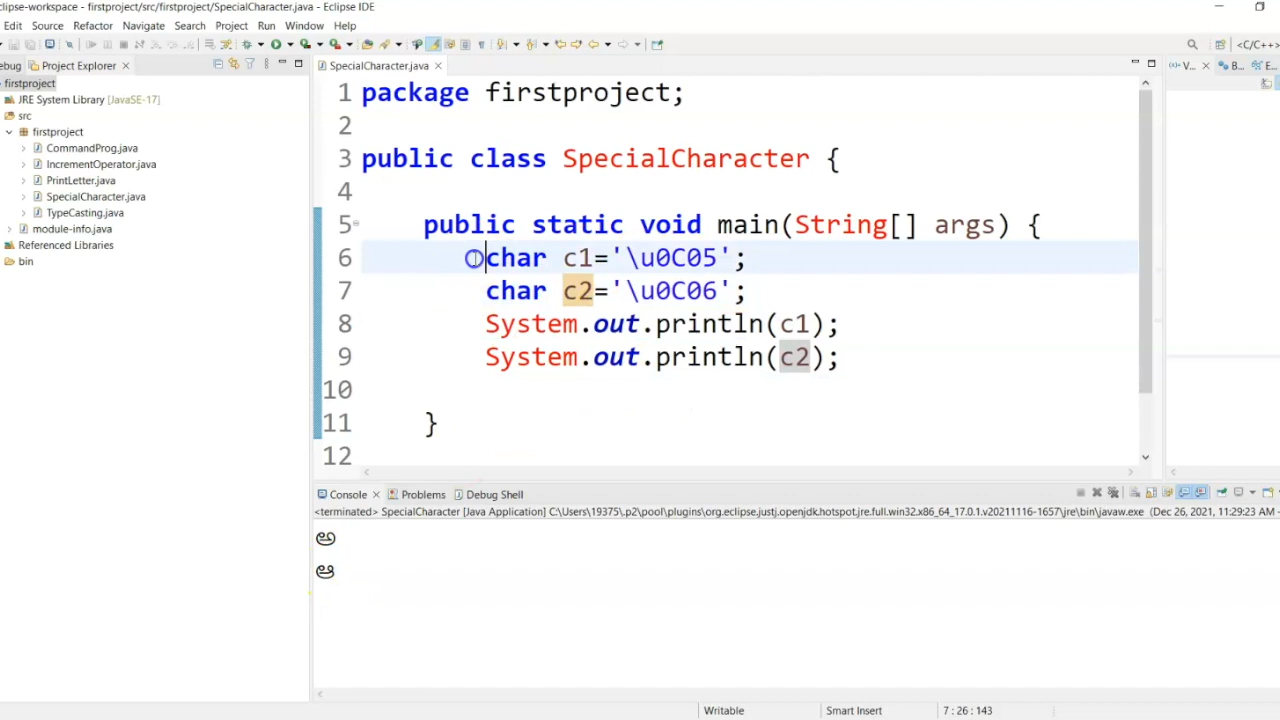 clipse-workspace - firstproject/src/firstproject/SpecialCharacter.java - Eclipse IDE
Edit Source Refactor Navigate Search Project Run Window Help
<C/C++>
ebug Project Explorer
SpecialCharacter.java
V... B... E...
firstproject
JRE System Library [JavaSE-17]
src
firstproject
CommandProg.java
IncrementOperator.java
PrintLetter.java
SpecialCharacter.java
TypeCasting.java
module-info.java
Referenced Libraries
bin
1 package firstproject;
2
3 public class SpecialCharacter {
4
5 public static void main(String[] args) {
6 char c1='\u0C05';
7 char c2='\u0C06';
8 System.out.println(c1);
9 System.out.println(c2);
10
11 }
12
Console Problems Debug Shell
<terminated> SpecialCharacter [Java Application] C:\Users\19375\.p2\pool\plugins\org.eclipse.justj.openjdk.hotspot.jre.full.win32.x86_64_17.0.1.v20211116-1657\jre\bin\javaw.exe (Dec 26, 2021, 11:29:23 AM
అ
ఆ
Writable Smart Insert 7 : 26 : 143